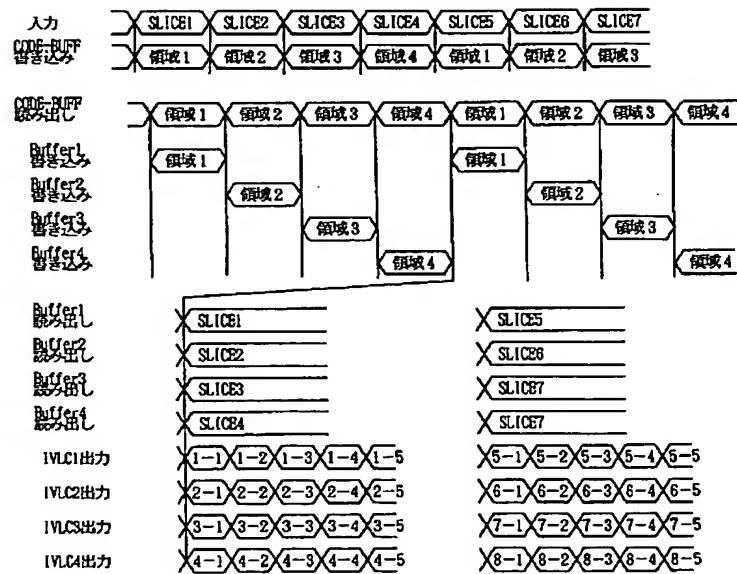 入力 SLICE1 SLICE2 SLICE3 SLICE4 SLICE5 SLICE6 SLICE7
CODE-BUFF
書き込み 領域1 領域2 領域3 領域4 領域1 領域2 領域3
CODE-BUFF
読み出し 領域1 領域2 領域3 領域4 領域1 領域2 領域3 領域4
Buffer1
書き込み 領域1 領域1
Buffer2
書き込み 領域2 領域2
Buffer3
書き込み 領域3 領域3
Buffer4
書き込み 領域4 領域4
Buffer1
読み出し SLICE1 SLICE5
Buffer2
読み出し SLICE2 SLICE6
Buffer3
読み出し SLICE3 SLICE7
Buffer4
読み出し SLICE4 SLICE7
IVLC1出力 1-1 1-2 1-3 1-4 1-5 5-1 5-2 5-3 5-4 5-5
IVLC2出力 2-1 2-2 2-3 2-4 2-5 6-1 6-2 6-3 6-4 6-5
IVLC3出力 3-1 3-2 3-3 3-4 3-5 7-1 7-2 7-3 7-4 7-5
IVLC4出力 4-1 4-2 4-3 4-4 4-5 8-1 8-2 8-3 8-4 8-5